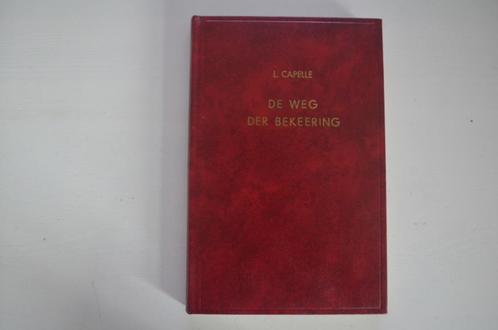 L. CAPELLE
DE WEG
DER BEKEERING